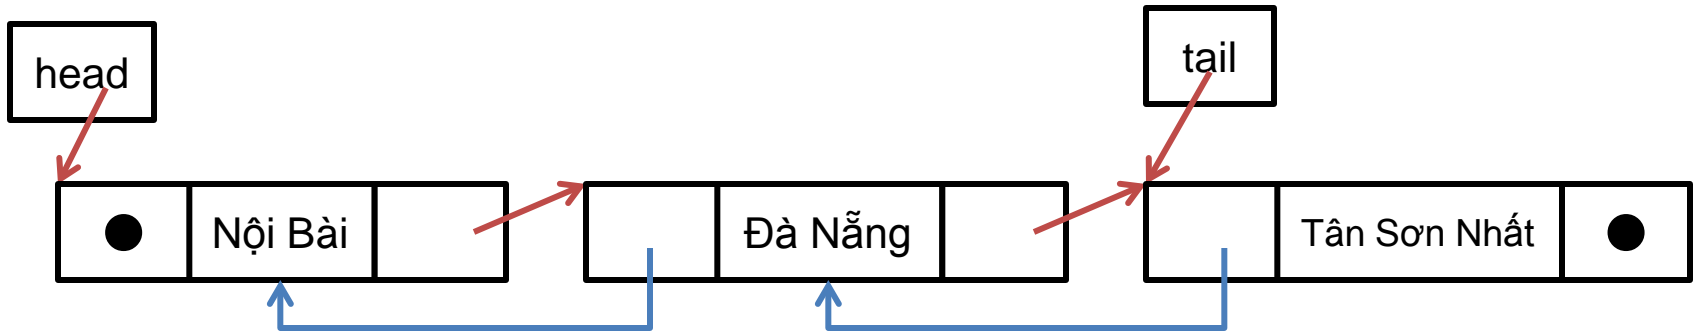 head
tail
Nội Bài
Đà Nẵng
Tân Sơn Nhất